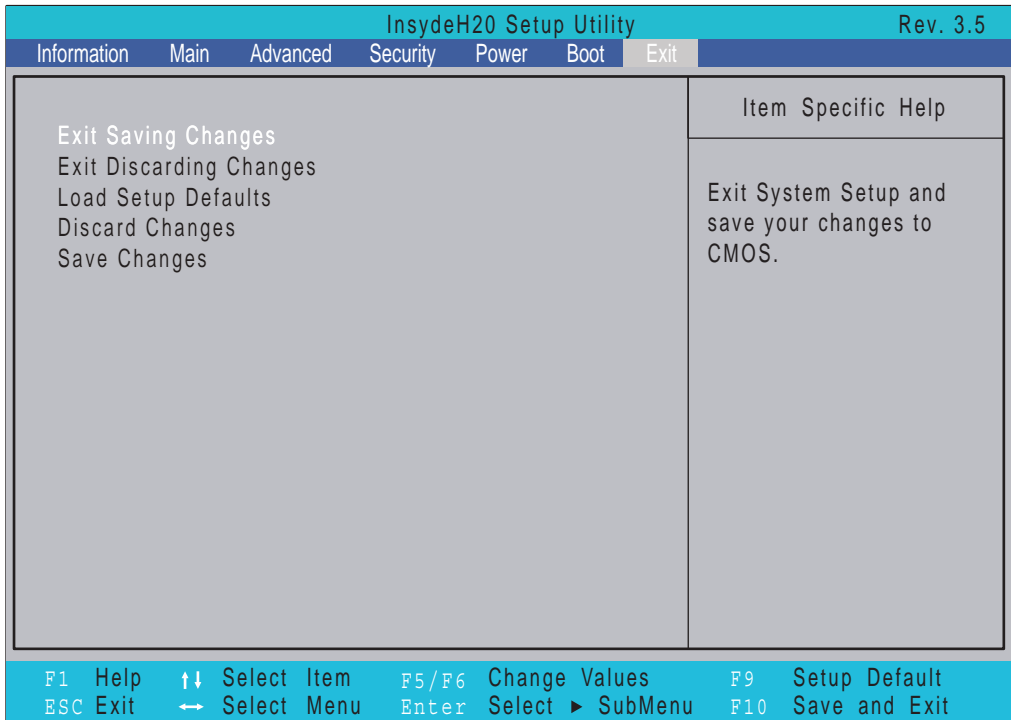 InsydeH20 Setup Utility Rev. 3.5
Information Main Advanced Security Power Boot Exit
Exit Saving Changes
Exit Discarding Changes
Load Setup Defaults
Discard Changes
Save Changes
Item Specific Help
Exit System Setup and
save your changes to
CMOS.
F1 Help ↑↓ Select Item F5/F6 Change Values F9 Setup Default
ESC Exit ↔ Select Menu Enter Select ► SubMenu F10 Save and Exit